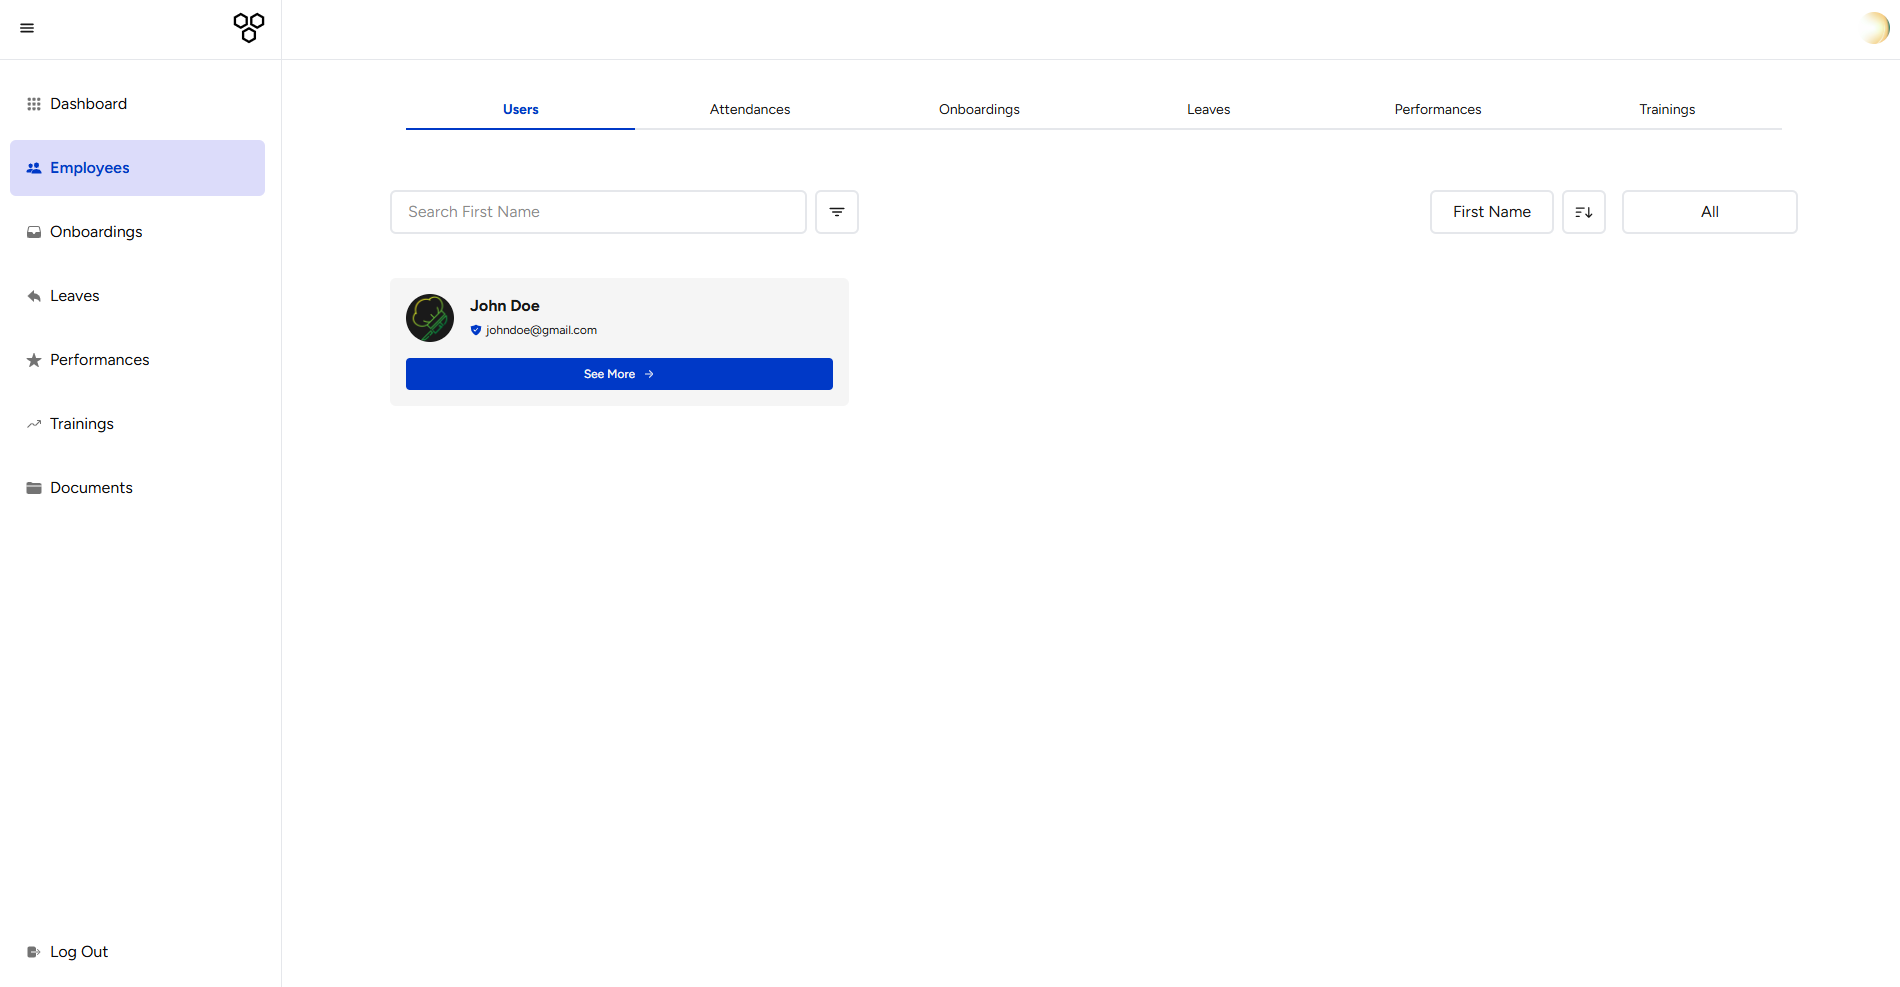 Dashboard
Employees
Onboardings
Leaves
Performances
Trainings
Documents
Log Out
Users
Attendances
Onboardings
Leaves
Performances
Trainings
Search First Name
First Name
All
John Doe
johndoe@gmail.com
See More